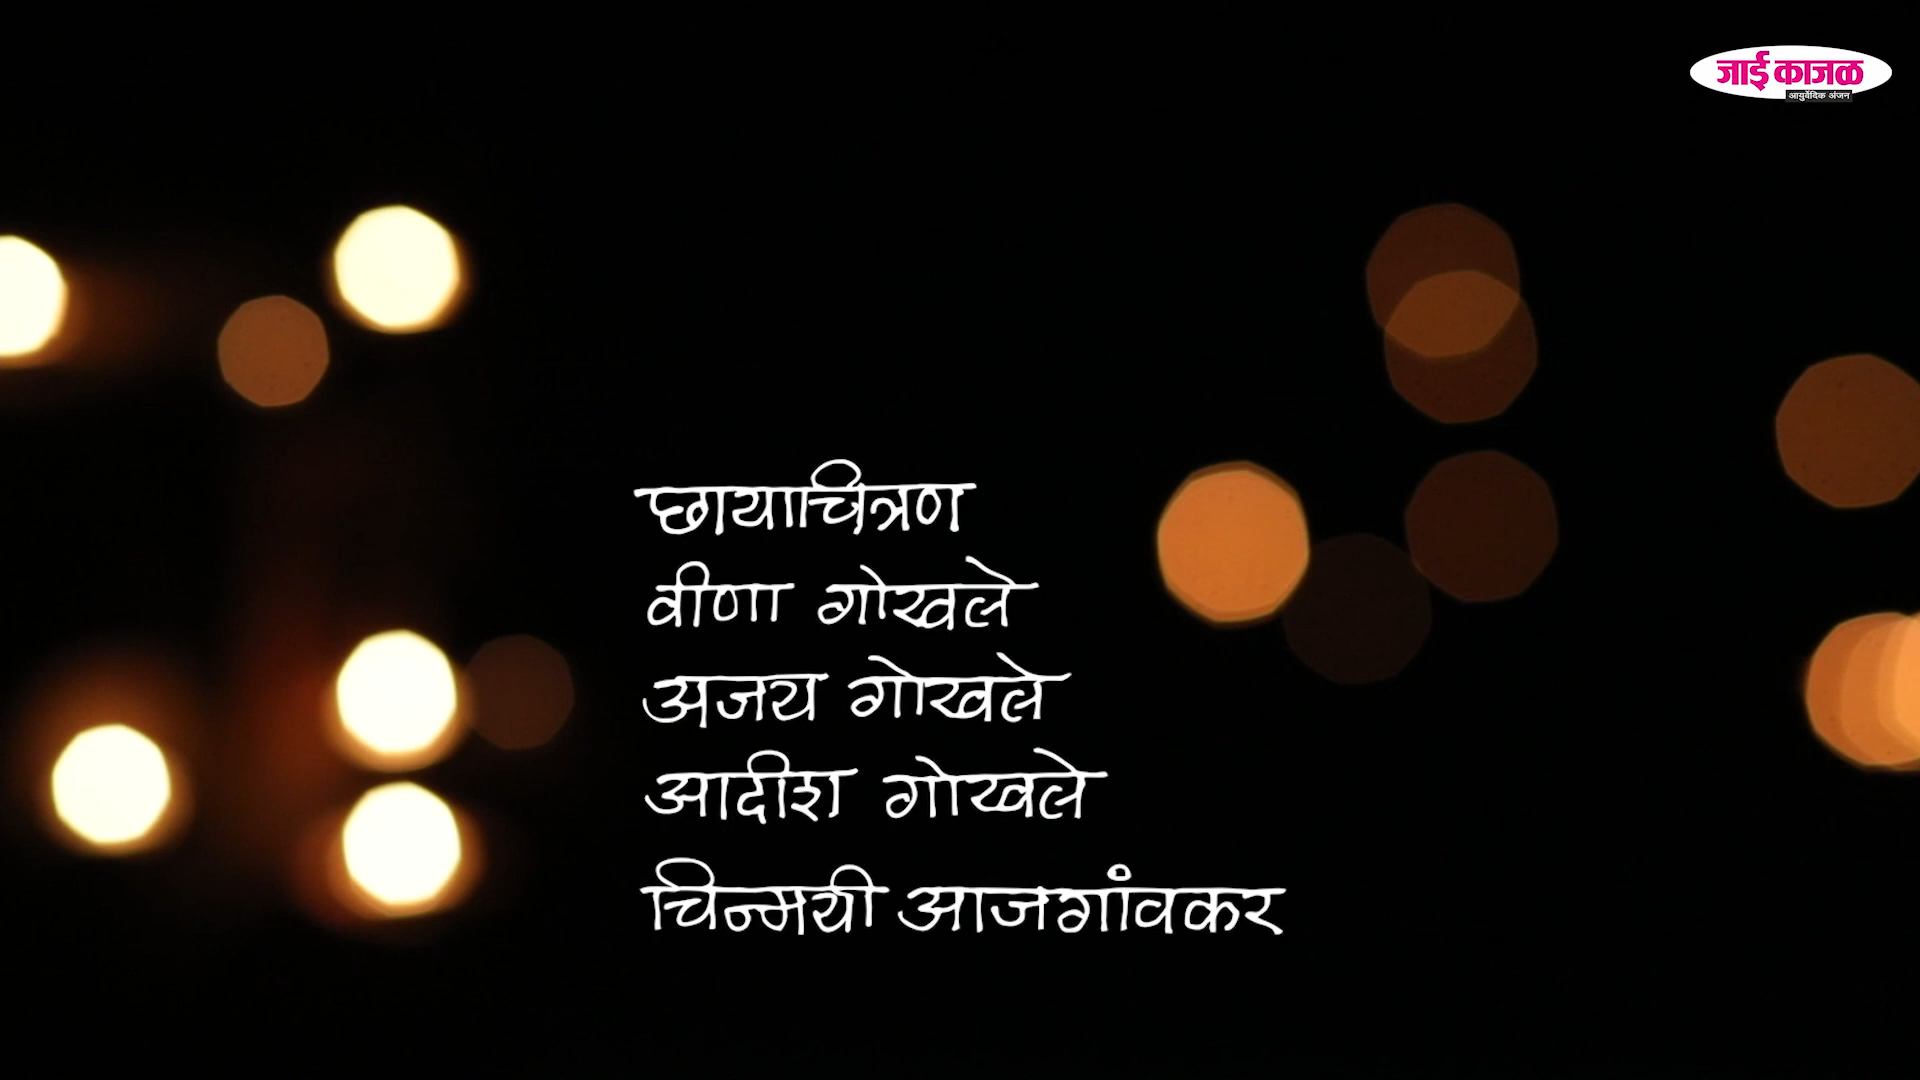 जाई काजळ
आयुर्वेदिक अंजन
छायाचित्रण
वीणा गोखले
अजय गोखले
आदीश गोखले
चिन्मयी आजगांवकर